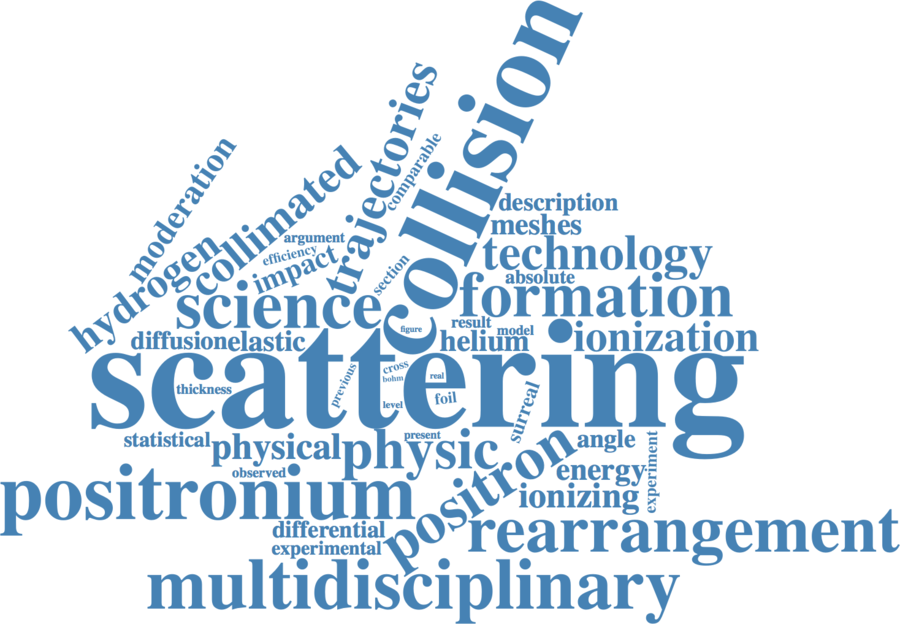 collision
trajectories
comparable
moderation
collimated
hydrogen
argument
efficiency
impact
section
description
meshes
technology
absolute
science
formation
figure
result
model
diffusion
elastic
helium
ionization
scattering
thickness
previous
cross
bohm
real
level
foil
surreal
statistical
physical
present
physic
angle
experiment
observed
positron
energy
positronium
ionizing
differential
experimental
rearrangement
multidisciplinary